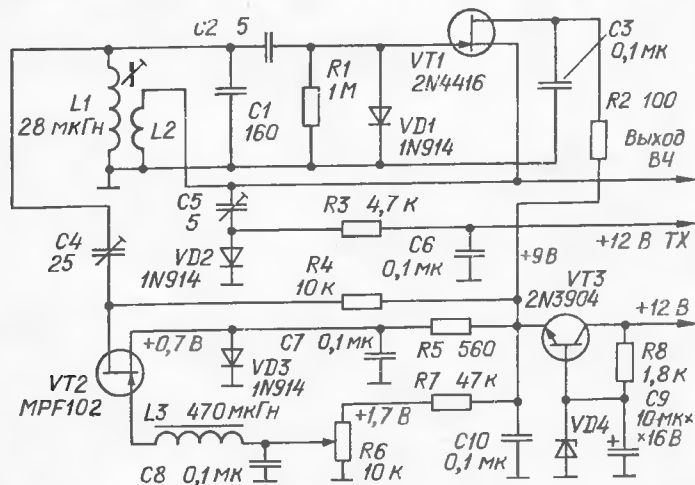 C2 5
L1
28 мкГн
L2
C1
160
R1
1М
VD1
1N914
VT1
2N4416
C3
0,1 мк
R2 100
Выход
ВЧ
C4
25
C5
5
VD2
1N914
R3 4,7 к
C6
0,1 мк
+12 В TX
R4
10 к
+9В
VT3
2N3904
+12 В
+0,7 В
VT2
MPF102
VD3
1N914
C7 0,1 мк
R5 560
R8
1,8 к
L3 470 мкГн
+1,7 В
R7 47 к
C9
10 мк×
×16 В
VD4
+
C8 0,1 мк
R6
10 к
C10
0,1 мк